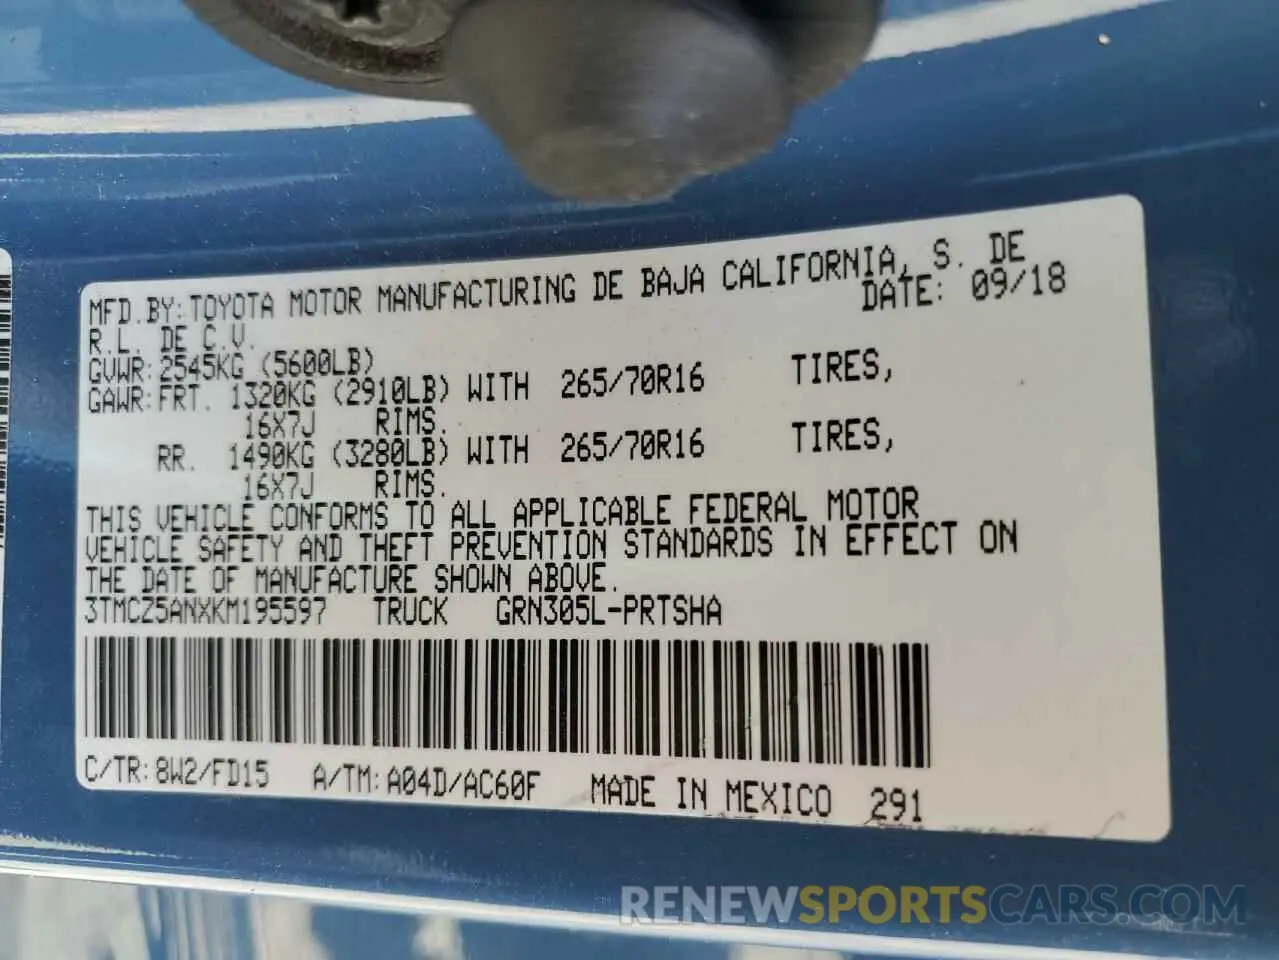 MFD.BY:TOYOTA MOTOR MANUFACTURING DE BAJA CALIFORNIA, S. DE
R.L. DE C.V. DATE: 09/18
GVWR:2545KG (5600LB)
GAWR:FRT. 1320KG (2910LB) WITH 265/70R16 TIRES,
16X7J RIMS.
RR. 1490KG (3280LB) WITH 265/70R16 TIRES,
16X7J RIMS.
THIS VEHICLE CONFORMS TO ALL APPLICABLE FEDERAL MOTOR
VEHICLE SAFETY AND THEFT PREVENTION STANDARDS IN EFFECT ON
THE DATE OF MANUFACTURE SHOWN ABOVE.
3TMCZ5ANXKM195597 TRUCK GRN305L-PRTSHA
C/TR:8W2/FD15 A/TM:A04D/AC60F MADE IN MEXICO 291
RENEWSPORTSCARS.COM